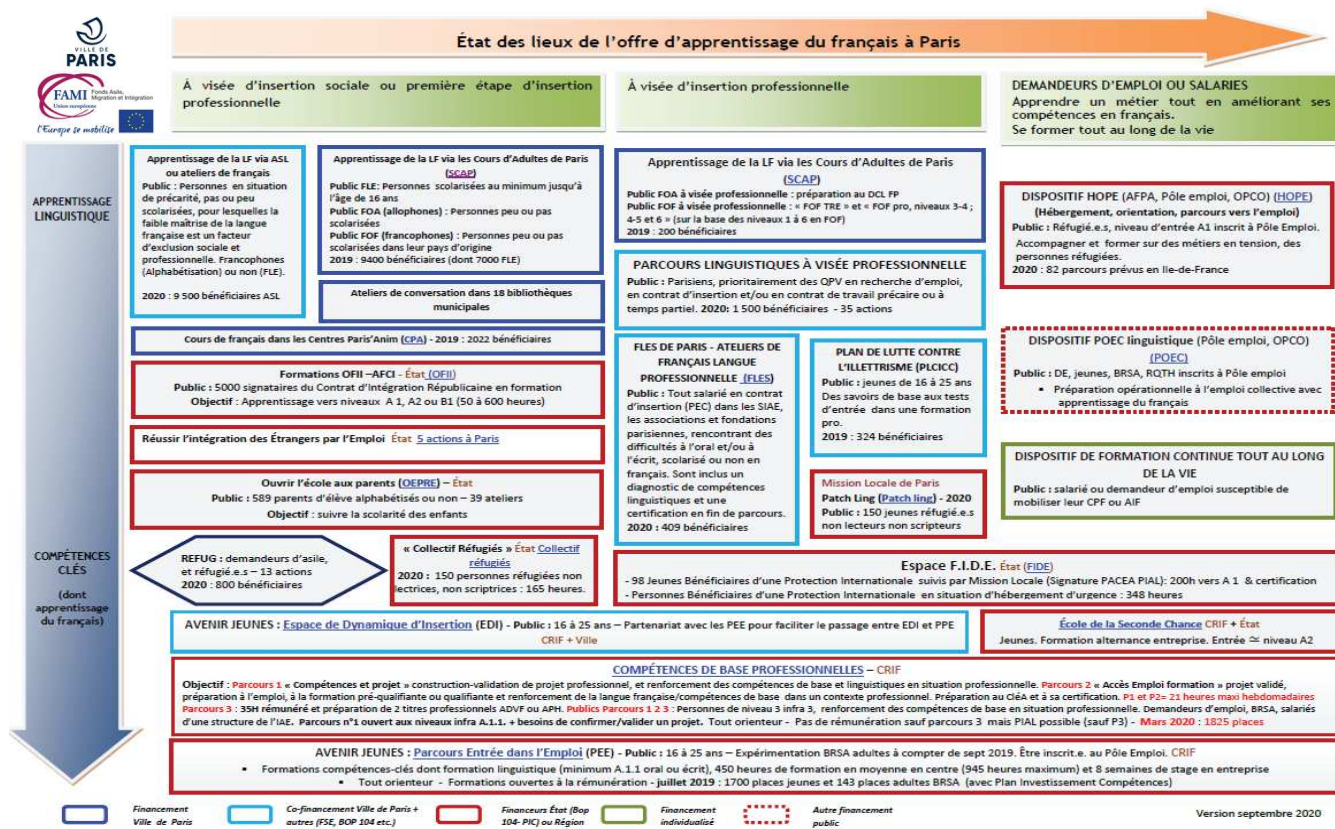 État des lieux de l'offre d'apprentissage du français à Paris
VILLE DE
PARIS
FAMI
Fonds Asile,
Migration et Intégration
Union européenne
l'Europe se mobilise
À visée d'insertion sociale ou première étape d'insertion
professionnelle
À visée d'insertion professionnelle
DEMANDEURS D'EMPLOI OU SALARIES
Apprendre un métier tout en améliorant ses
compétences en français.
Se former tout au long de la vie
APPRENTISSAGE
LINGUISTIQUE
Apprentissage de la LF via ASL
ou ateliers de français
Public : Personnes en situation
de précarité, pas ou peu
scolarisées, pour lesquelles la
faible maîtrise de la langue
française est un facteur
d'exclusion sociale et
professionnelle. Francophones
(Alphabétisation) ou non (FLE).
2020 : 9 500 bénéficiaires ASL
Apprentissage de la LF via les Cours d'Adultes de Paris
(SCAP)
Public FLE: Personnes scolarisées au minimum jusqu'à
l'âge de 16 ans
Public FOA (allophones) : Personnes peu ou pas
scolarisées
Public FOF (francophones) : Personnes peu ou pas
scolarisées dans leur pays d'origine
2019 : 9400 bénéficiaires (dont 7000 FLE)
Ateliers de conversation dans 18 bibliothèques
municipales
Cours de français dans les Centres Paris'Anim (CPA) - 2019 : 2022 bénéficiaires
Formations OFII –AFCI - État (OFII)
Public : 5000 signataires du Contrat d'Intégration Républicaine en formation
Objectif : Apprentissage vers niveaux A 1, A2 ou B1 (50 à 600 heures)
Réussir l'intégration des Étrangers par l'Emploi État 5 actions à Paris
Ouvrir l'école aux parents (OEPRE) – État
Public : 589 parents d'élève alphabétisés ou non – 39 ateliers
Objectif : suivre la scolarité des enfants
Apprentissage de la LF via les Cours d'Adultes de Paris
(SCAP)
Public FOA à visée professionnelle : préparation au DCL FP
Public FOF à visée professionnelle : « FOF TRE » et « FOF pro, niveaux 3-4 ;
4-5 et 6 » (sur la base des niveaux 1 à 6 en FOF)
2019 : 200 bénéficiaires
PARCOURS LINGUISTIQUES À VISÉE PROFESSIONNELLE
Public : Parisiens, prioritairement des QPV en recherche d'emploi,
en contrat d'insertion et/ou en contrat de travail précaire ou à
temps partiel. 2020: 1 500 bénéficiaires - 35 actions
FLES DE PARIS - ATELIERS DE
FRANÇAIS LANGUE
PROFESSIONNELLE (FLES)
Public : Tout salarié en contrat
d'insertion (PEC) dans les SIAE,
les associations et fondations
parisiennes, rencontrant des
difficultés à l'oral et/ou à
l'écrit, scolarisé ou non en
français. Sont inclus un
diagnostic de compétences
linguistiques et une
certification en fin de parcours.
2020 : 409 bénéficiaires
PLAN DE LUTTE CONTRE
L'ILLETTRISME (PLCICC)
Public : jeunes de 16 à 25 ans
Des savoirs de base aux tests
d'entrée dans une formation
pro.
2019 : 324 bénéficiaires
Mission Locale de Paris
Patch Ling (Patch ling) - 2020
Public : 150 jeunes réfugié.e.s
non lecteurs non scripteurs
DISPOSITIF HOPE (AFPA, Pôle emploi, OPCO) (HOPE)
(Hébergement, orientation, parcours vers l'emploi)
Public : Réfugié.e.s, niveau d'entrée A1 inscrit à Pôle Emploi.
Accompagner et former sur des métiers en tension, des
personnes réfugiées.
2020 : 82 parcours prévus en Ile-de-France
DISPOSITIF POEC linguistique (Pôle emploi, OPCO)
(POEC)
Public : DE, jeunes, BRSA, RQTH inscrits à Pôle emploi
• Préparation opérationnelle à l'emploi collective avec
apprentissage du français
DISPOSITIF DE FORMATION CONTINUE TOUT AU LONG
DE LA VIE
Public : salarié ou demandeur d'emploi susceptible de
mobiliser leur CPF ou AIF
COMPÉTENCES
CLÉS
(dont
apprentissage
du français)
REFUG : demandeurs d'asile,
et réfugié.e.s – 13 actions
2020 : 800 bénéficiaires
« Collectif Réfugiés » État Collectif
réfugiés
2020 : 150 personnes réfugiées non
lectrices, non scriptrices : 165 heures.
Espace F.I.D.E. État (FIDE)
- 98 Jeunes Bénéficiaires d'une Protection Internationale suivis par Mission Locale (Signature PACEA PIAL): 200h vers A 1 & certification
- Personnes Bénéficiaires d'une Protection Internationale en situation d'hébergement d'urgence : 348 heures
AVENIR JEUNES : Espace de Dynamique d'Insertion (EDI) - Public : 16 à 25 ans – Partenariat avec les PEE pour faciliter le passage entre EDI et PPE
CRIF + Ville
École de la Seconde Chance CRIF + État
Jeunes. Formation alternance entreprise. Entrée ≃ niveau A2
COMPÉTENCES DE BASE PROFESSIONNELLES – CRIF
Objectif : Parcours 1 « Compétences et projet » construction-validation de projet professionnel, et renforcement des compétences de base et linguistiques en situation professionnelle. Parcours 2 « Accès Emploi formation » projet validé,
préparation à l'emploi, à la formation pré-qualifiante ou qualifiante et renforcement de la langue française/compétences de base dans un contexte professionnel. Préparation au CléA et à sa certification. P1 et P2= 21 heures maxi hebdomadaires
Parcours 3 : 35H rémunéré et préparation de 2 titres professionnels ADVF ou APH. Publics Parcours 1 2 3 : Personnes de niveau 3 infra 3, renforcement des compétences de base en situation professionnelle. Demandeurs d'emploi, BRSA, salariés
d'une structure de l'IAE. Parcours n°1 ouvert aux niveaux infra A.1.1. + besoins de confirmer/valider un projet. Tout orienteur - Pas de rémunération sauf parcours 3 mais PIAL possible (sauf P3) - Mars 2020 : 1825 places
AVENIR JEUNES : Parcours Entrée dans l'Emploi (PEE) - Public : 16 à 25 ans – Expérimentation BRSA adultes à compter de sept 2019. Être inscrit.e. au Pôle Emploi. CRIF
• Formations compétences-clés dont formation linguistique (minimum A.1.1 oral ou écrit), 450 heures de formation en moyenne en centre (945 heures maximum) et 8 semaines de stage en entreprise
• Tout orienteur - Formations ouvertes à la rémunération - juillet 2019 : 1700 places jeunes et 143 places adultes BRSA (avec Plan Investissement Compétences)
Financement
Ville de Paris
Co-financement Ville de Paris +
autres (FSE, BOP 104 etc.)
Financeurs État (Bop
104- PIC) ou Région
Financement
individualisé
Autre financement
public
Version septembre 2020